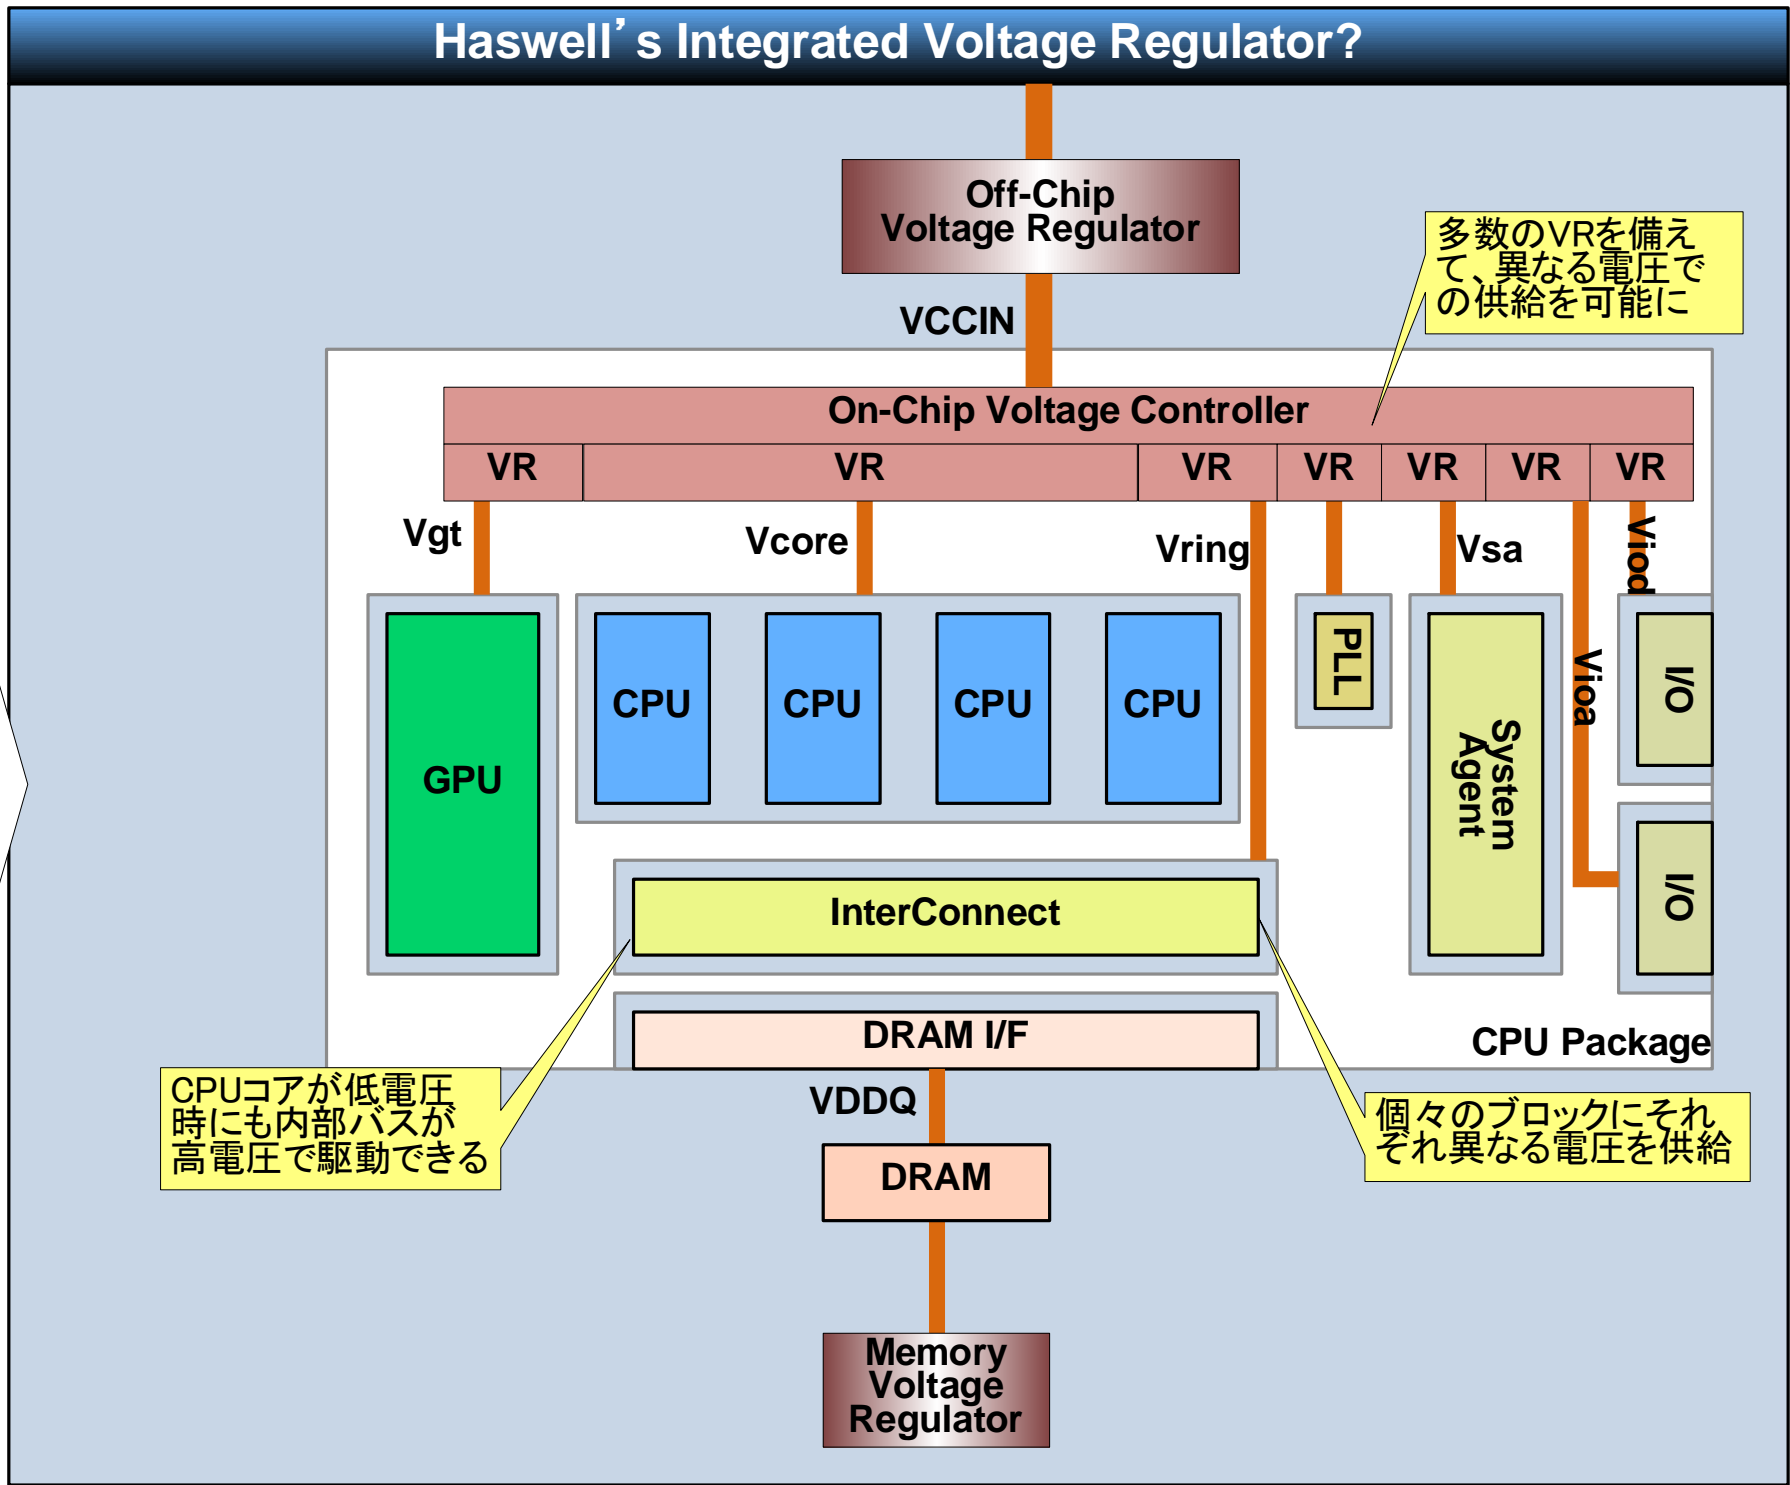 Haswell’s Integrated Voltage Regulator?
Off-Chip
Voltage Regulator
多数のVRを備え
て、異なる電圧で
の供給を可能に
VCCIN
On-Chip Voltage Controller
VR
VR
VR
VR
VR
VR
VR
Vgt
Vcore
Vring
Vsa
Viod
Vioa
GPU
CPU
CPU
CPU
CPU
PLL
System
Agent
I/O
I/O
InterConnect
DRAM I/F
CPU Package
CPUコアが低電圧
時にも内部バスが
高電圧で駆動できる
VDDQ
個々のブロックにそれ
ぞれ異なる電圧を供給
DRAM
Memory
Voltage
Regulator